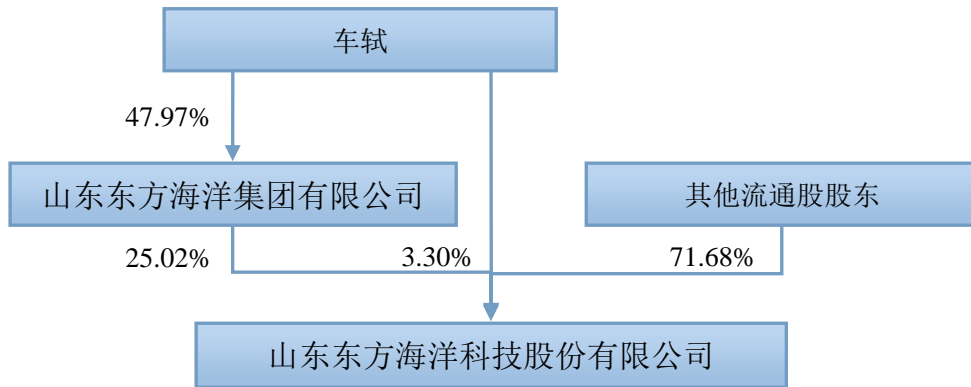 车轼
47.97%
山东东方海洋集团有限公司
其他流通股股东
25.02%
3.30%
71.68%
山东东方海洋科技股份有限公司